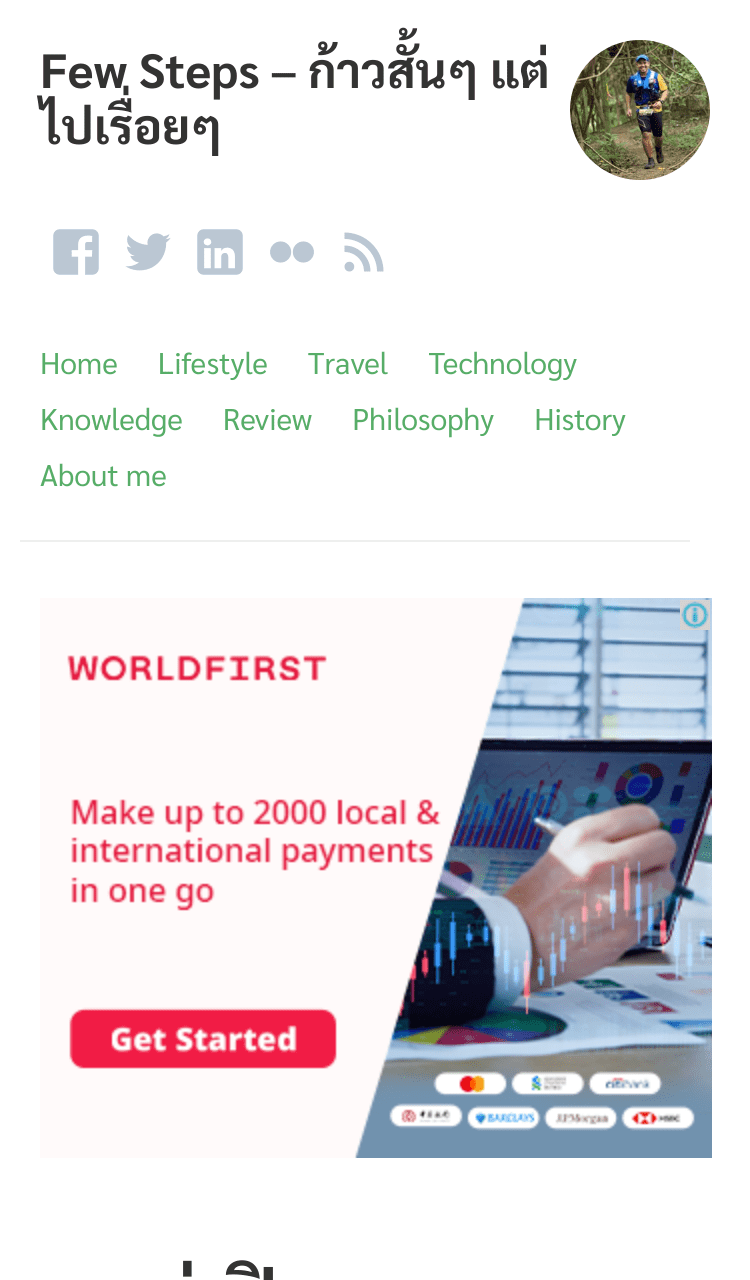 Few Steps – ก้าวสั้นๆ แต่
ไปเรื่อยๆ
Home Lifestyle Travel Technology
Knowledge Review Philosophy History
About me
WORLDFIRST
Make up to 2000 local &
international payments
in one go
Get Started
citibank
BARCLAYS J.P.Morgan HSBC